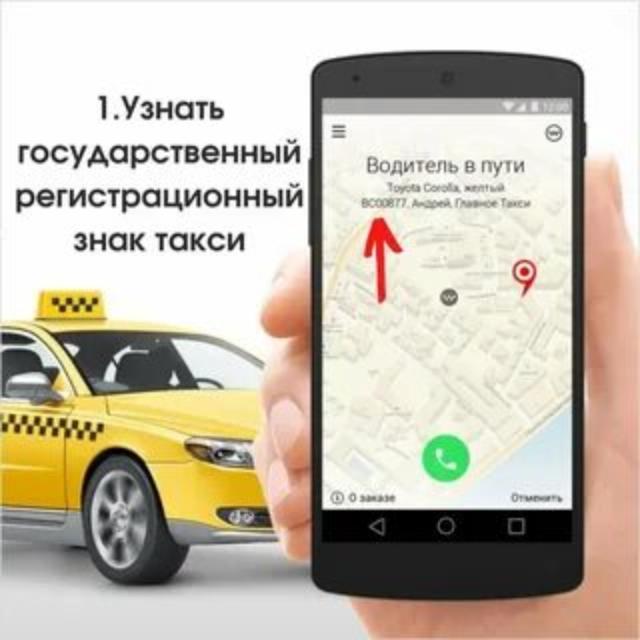 1.Узнать
государственный
регистрационный
знак такси
12:00
Водитель в пути
Toyota Corolla, желтый
ВС00877, Андрей, Главное Такси
О заказе
Отменить